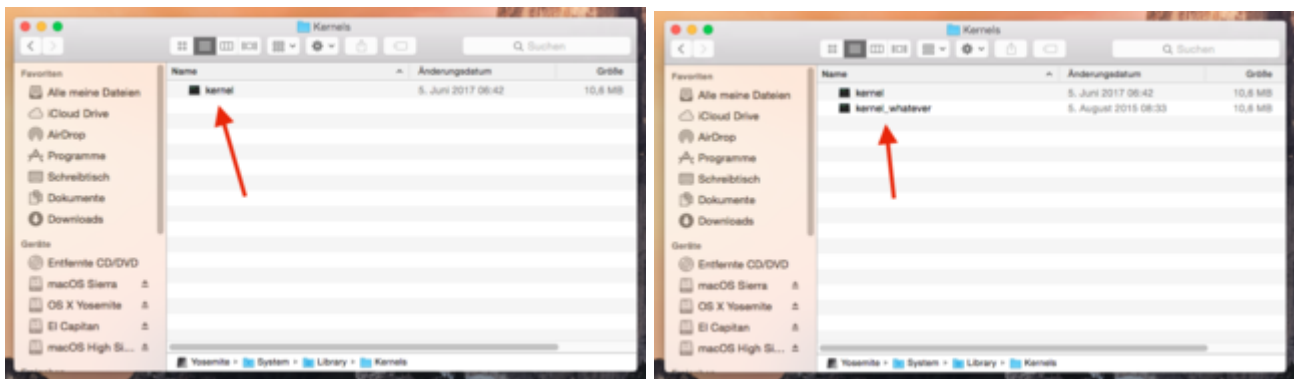 Kernels
Suchen
Favoriten
Name
Änderungsdatum
Größe
Alle meine Dateien
kernel
5. Juni 2017 06:42
10,6 MB
iCloud Drive
AirDrop
Programme
Schreibtisch
Dokumente
Downloads
Geräte
Entfernte CD/DVD
macOS Sierra
OS X Yosemite
El Capitan
macOS High Si...
Yosemite
System
Library
Kernels
Kernels
Suchen
Favoriten
Name
Änderungsdatum
Größe
Alle meine Dateien
kernel
5. Juni 2017 06:42
10,6 MB
kernel_whatever
5. August 2015 08:33
10,6 MB
iCloud Drive
AirDrop
Programme
Schreibtisch
Dokumente
Downloads
Geräte
Entfernte CD/DVD
macOS Sierra
OS X Yosemite
El Capitan
macOS High Si...
Yosemite
System
Library
Kernels